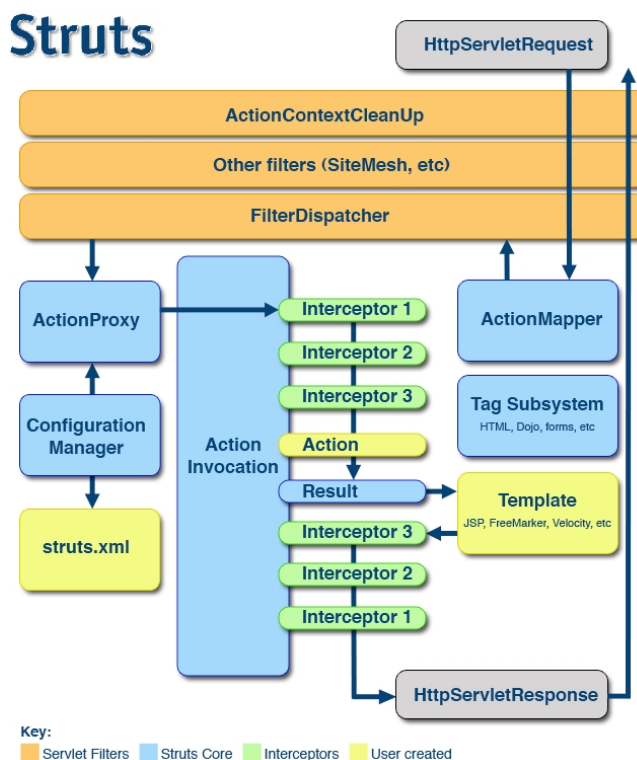 Struts
HttpServletRequest
ActionContextCleanUp
Other filters (SiteMesh, etc)
FilterDispatcher
ActionProxy
Interceptor 1
ActionMapper
Interceptor 2
Interceptor 3
Tag Subsystem
HTML, Dojo, forms, etc
Configuration
Manager
Action
Invocation
Action
Result
Template
JSP, FreeMarker, Velocity, etc
struts.xml
Interceptor 3
Interceptor 2
Interceptor 1
HttpServletResponse
Key:
Servlet Filters
Struts Core
Interceptors
User created